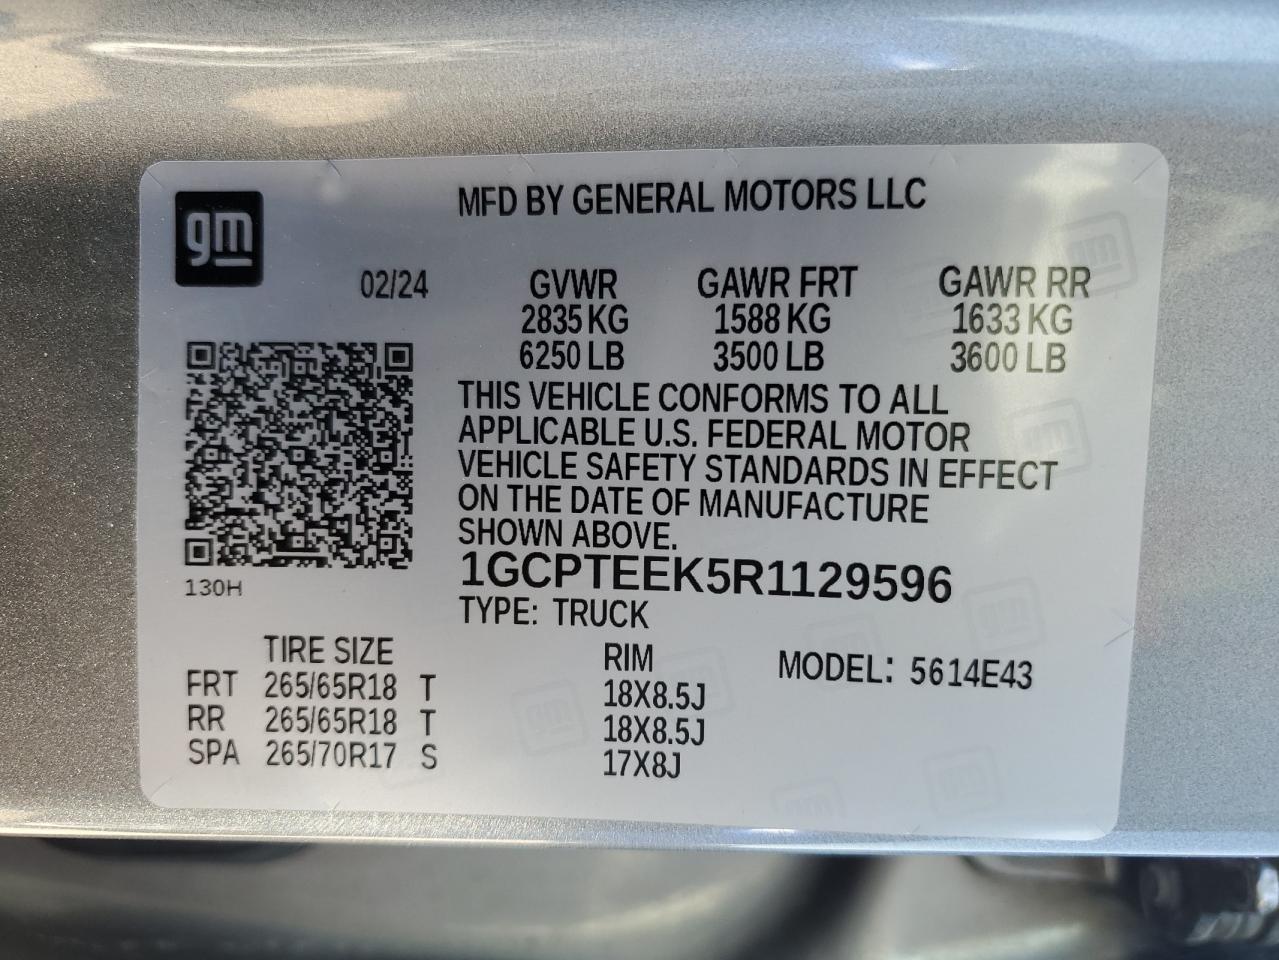 gm
MFD BY GENERAL MOTORS LLC
02/24 GVWR GAWR FRT GAWR RR
2835 KG 1588 KG 1633 KG
6250 LB 3500 LB 3600 LB
THIS VEHICLE CONFORMS TO ALL
APPLICABLE U.S. FEDERAL MOTOR
VEHICLE SAFETY STANDARDS IN EFFECT
ON THE DATE OF MANUFACTURE
SHOWN ABOVE.
1GCPTEEK5R1129596
130H
TYPE: TRUCK
TIRE SIZE RIM MODEL: 5614E43
FRT 265/65R18 T 18X8.5J
RR 265/65R18 T 18X8.5J
SPA 265/70R17 S 17X8J